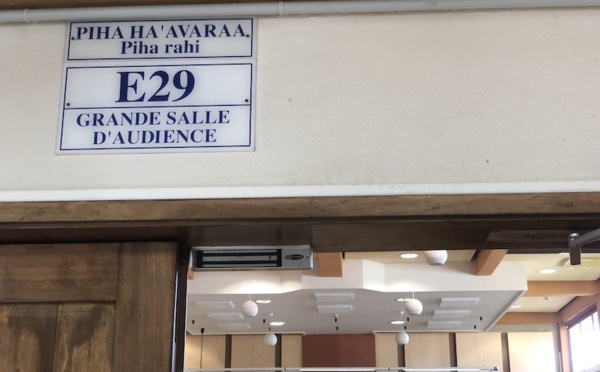 PIHA HA'AVARAA
Piha rahi
E29
GRANDE SALLE
D'AUDIENCE